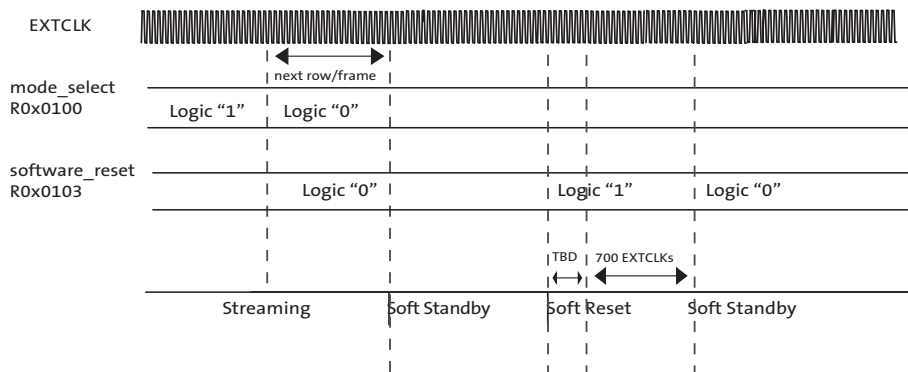 EXTCLK
next row/frame
mode_select
R0x0100
Logic “1” Logic “0”
software_reset
R0x0103
Logic “0” Logic “1” Logic “0”
TBD 700 EXTCLKs
Streaming Soft Standby Soft Reset Soft Standby